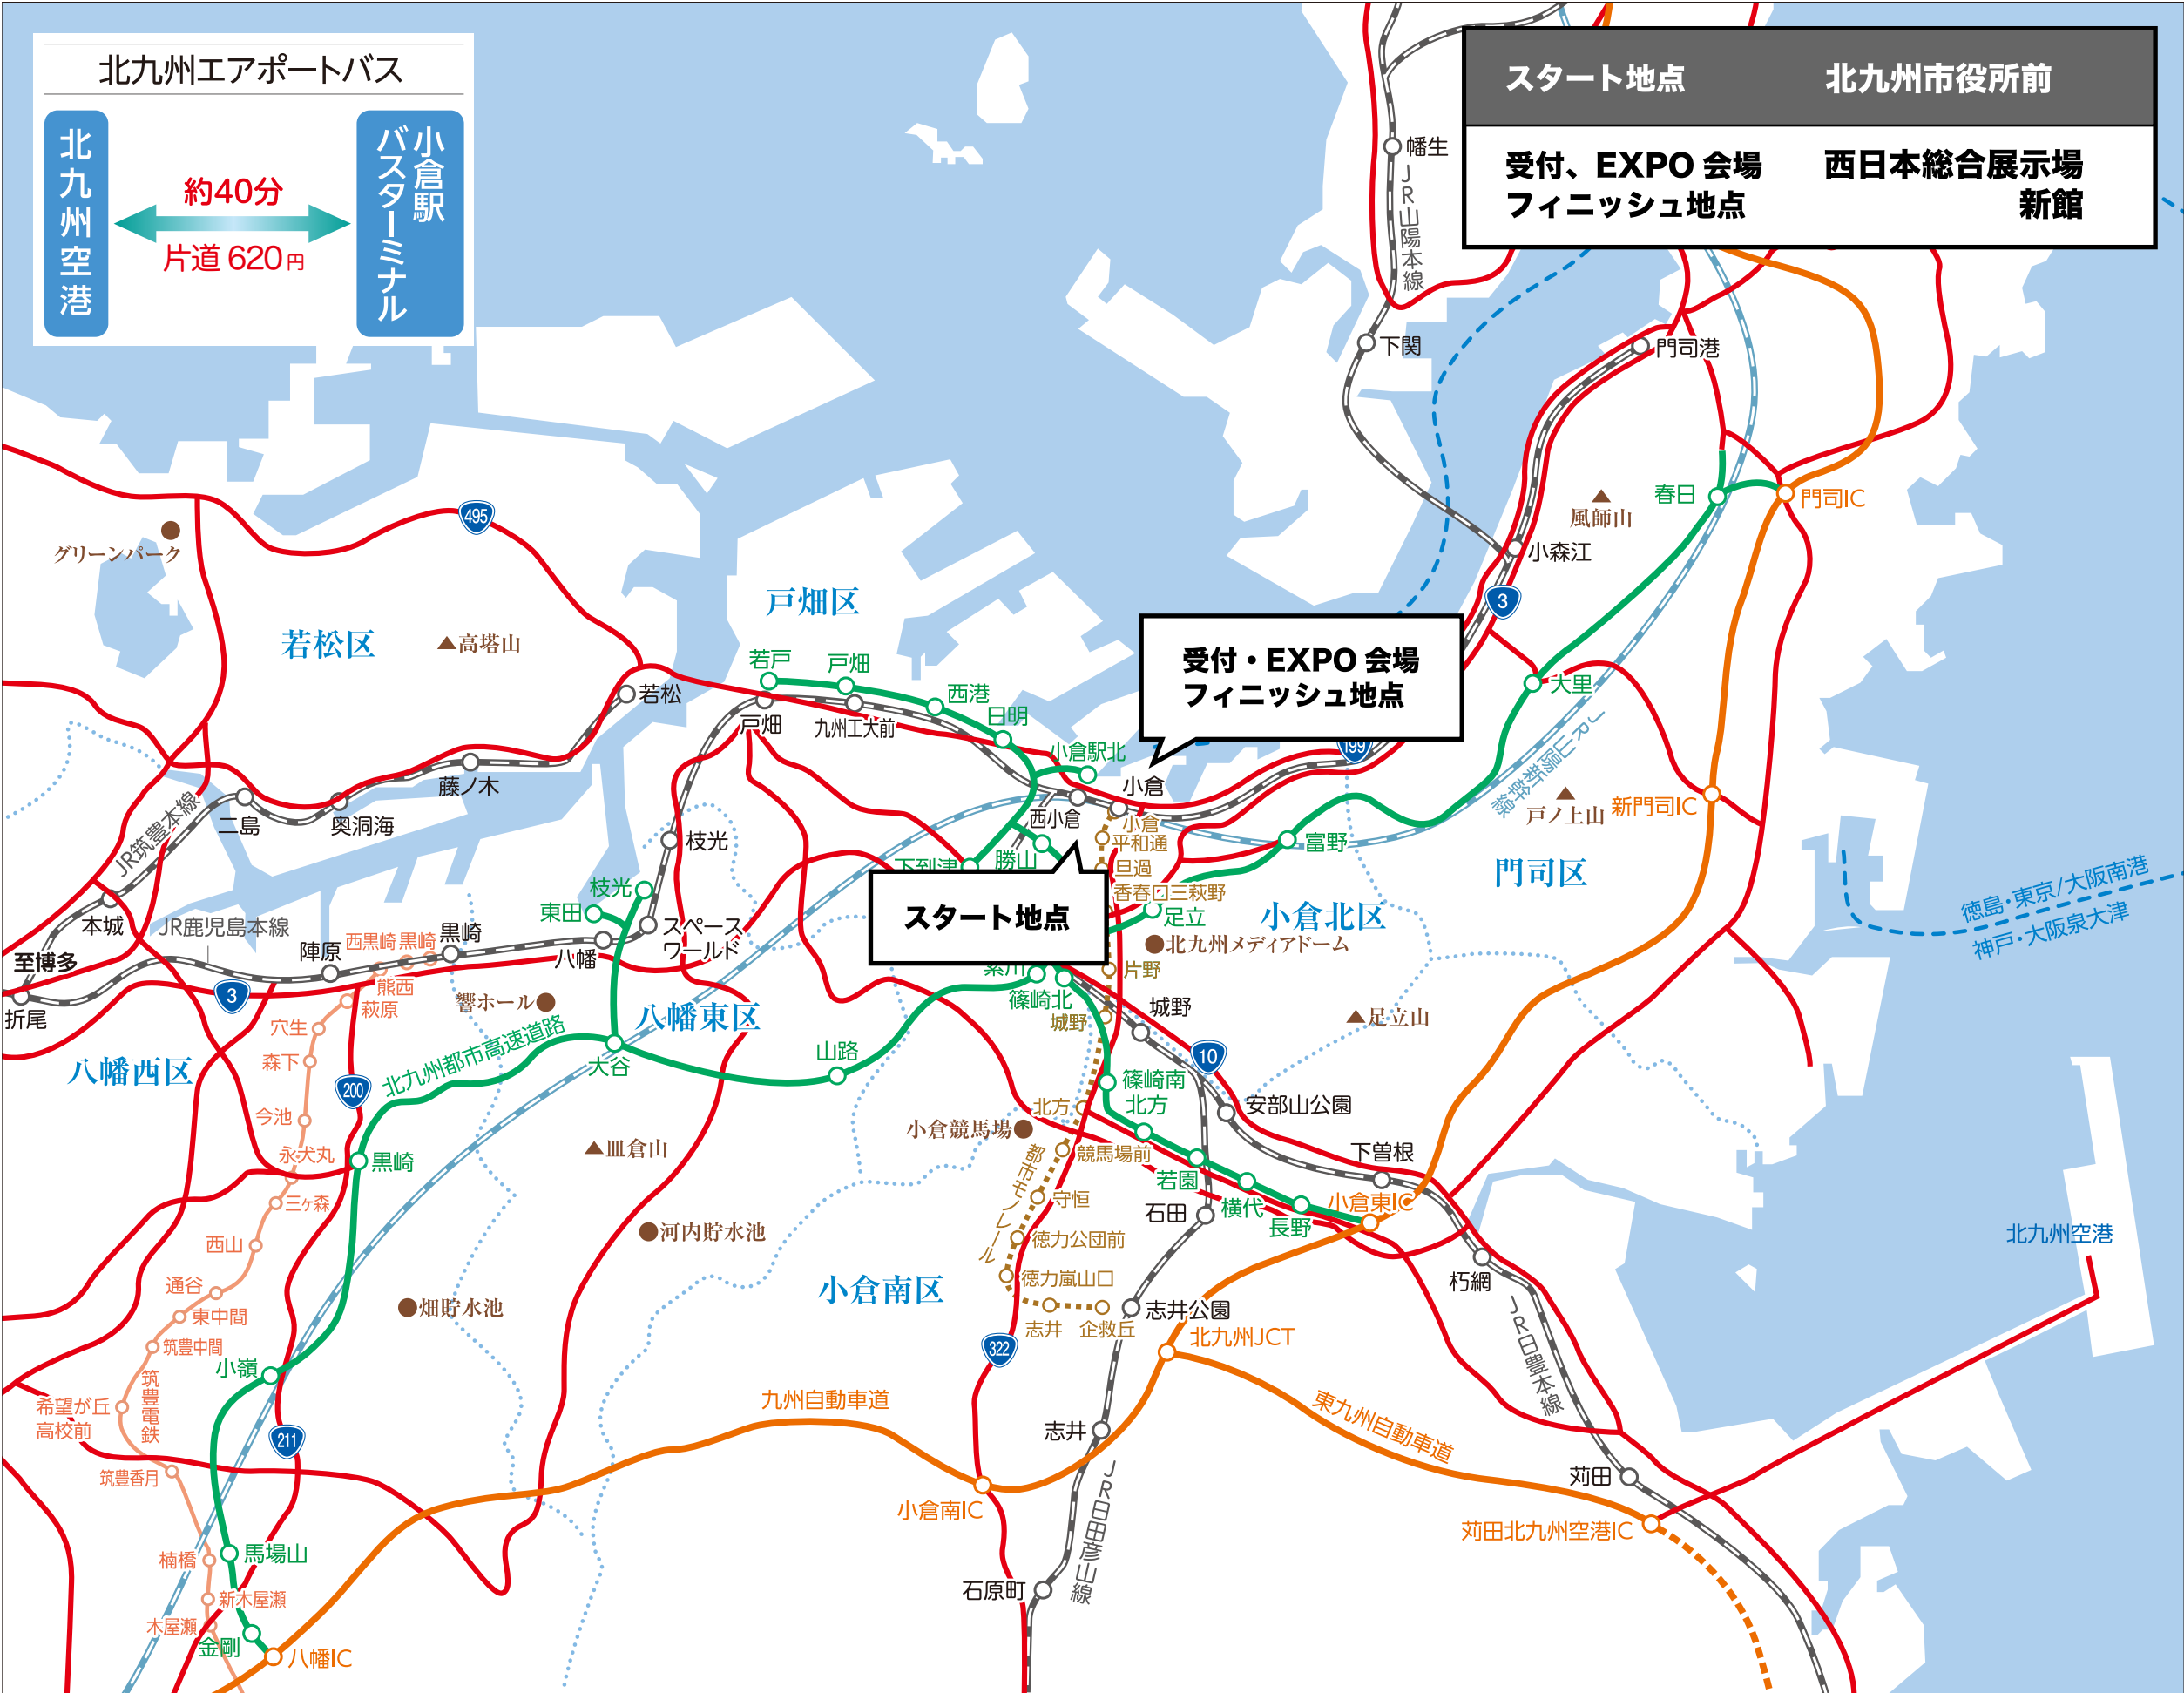 北九州エアポートバス
北九州空港
約40分
片道 620円
小倉駅
バスターミナル
スタート地点 北九州市役所前
受付、EXPO 会場 西日本総合展示場
フィニッシュ地点 新館
幡生
JR山陽本線
下関
門司港
春日
門司IC
風師山
小森江
3
495
グリーンパーク
若松区
高塔山
戸畑区
若戸
戸畑
西港
日明
若松
戸畑
九州工大前
小倉駅北
受付・EXPO 会場
フィニッシュ地点
199
大里
JR山陽新幹線
戸ノ上山
新門司IC
藤ノ木
二島
奥洞海
JR筑豊本線
小倉
西小倉
小倉
平和通
旦過
香春口三萩野
勝山
下到津
富野
門司区
枝光
枝光
東田
スペース
ワールド
スタート地点
足立
小倉北区
北九州メディアドーム
徳島・東京/大阪南港
神戸・大阪泉大津
本城
JR鹿児島本線
至博多
折尾
陣原
西黒崎
黒崎
黒崎
八幡
熊西
萩原
3
響ホール
八幡東区
紫川
篠崎北
片野
城野
城野
足立山
穴生
森下
八幡西区
200
北九州都市高速道路
大谷
山路
10
篠崎南
北方
安部山公園
今池
北方
小倉競馬場
競馬場前
都市モノレール
永犬丸
黒崎
皿倉山
下曽根
若園
守恒
三ヶ森
石田
横代
長野
小倉東IC
西山
河内貯水池
徳力公団前
北九州空港
通谷
徳力嵐山口
朽網
東中間
畑貯水池
小倉南区
志井
企救丘
志井公園
筑豊中間
322
北九州JCT
JR日豊本線
小嶺
筑豊電鉄
希望が丘
高校前
九州自動車道
東九州自動車道
211
志井
筑豊香月
JR日田彦山線
苅田
小倉南IC
苅田北九州空港IC
楠橋
馬場山
石原町
新木屋瀬
木屋瀬
金剛
八幡IC